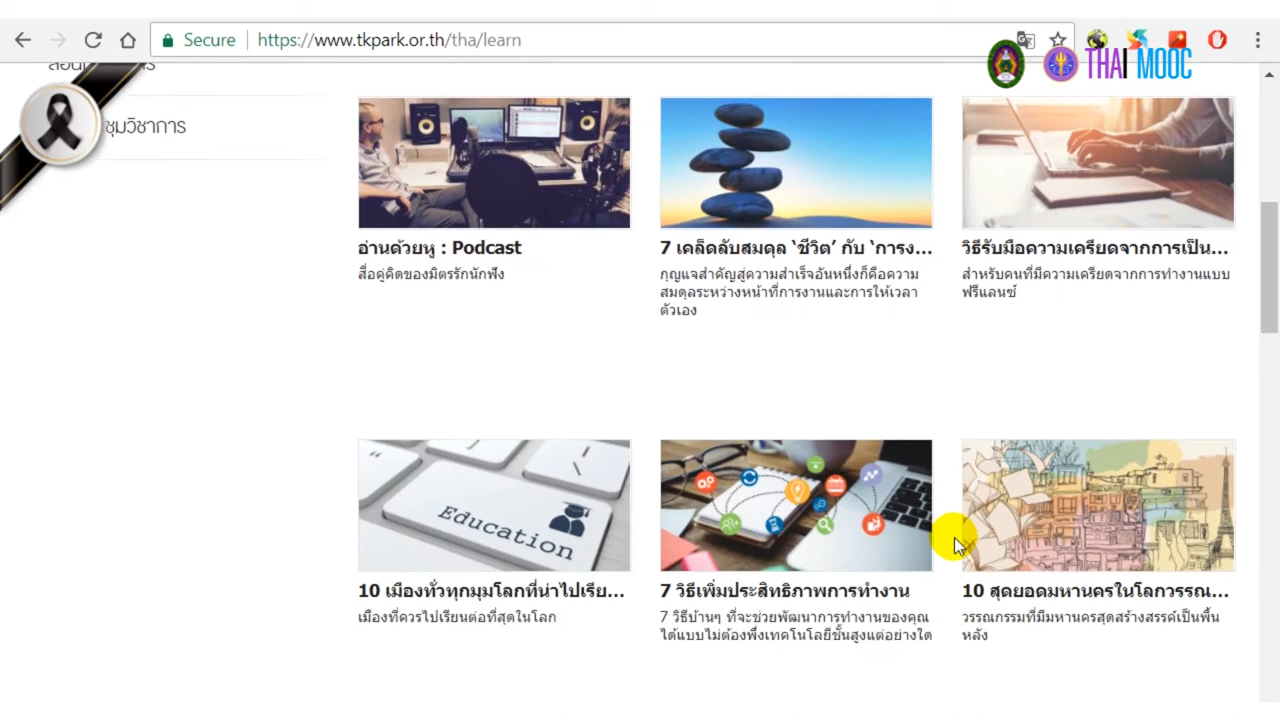 Secure
https://www.tkpark.or.th/tha/learn
THAI MOOC
ชุมวิชาการ
อ่านด้วยหู : Podcast
สื่อคู่คิดของมิตรรักนักฟัง
7 เคล็ดลับสมดุล ‘ชีวิต’ กับ ‘การง...
กุญแจสำคัญสู่ความสำเร็จอันหนึ่งก็คือความ
สมดุลระหว่างหน้าที่การงานและการให้เวลา
ตัวเอง
วิธีรับมือความเครียดจากการเป็น...
สำหรับคนที่มีความเครียดจากการทำงานแบบ
ฟรีแลนซ์
Education
10 เมืองทั่วทุกมุมโลกที่น่าไปเรีย...
เมืองที่ควรไปเรียนต่อที่สุดในโลก
7 วิธีเพิ่มประสิทธิภาพการทำงาน
7 วิธีบ้านๆ ที่จะช่วยพัฒนาการทำงานของคุณ
ได้แบบไม่ต้องพึ่งเทคโนโลยีชั้นสูงแต่อย่างใด
10 สุดยอดมหานครในโลกวรรณ...
วรรณกรรมที่มีมหานครสุดสร้างสรรค์เป็นพื้น
หลัง